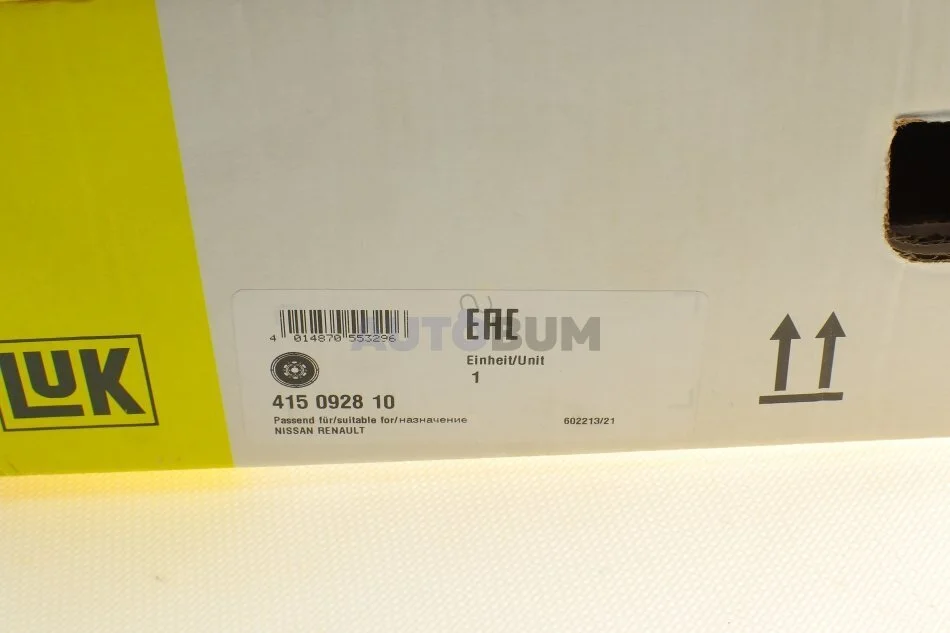 LUK
4 014870 553296
EAC
AUTOBUM
Einheit/Unit
1
415 0928 10
Passend für/suitable for/назначение
NISSAN RENAULT
602213/21